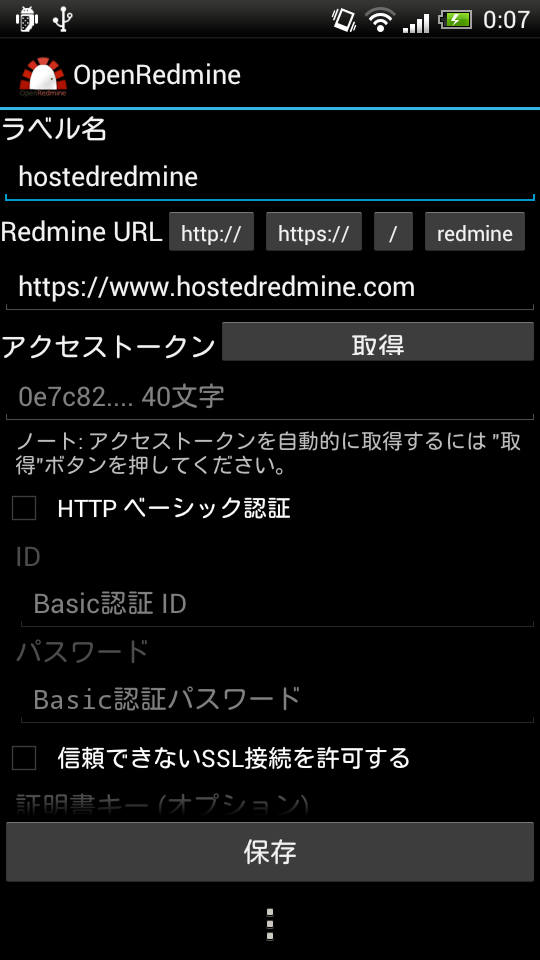 0:07
OpenRedmine
OpenRedmine
ラベル名
hostedredmine
Redmine URL http:// https:// / redmine
https://www.hostedredmine.com
アクセストークン 取得
0e7c82.... 40文字
ノート: アクセストークンを自動的に取得するには "取
得"ボタンを押してください。
HTTP ベーシック認証
ID
Basic認証 ID
パスワード
Basic認証パスワード
信頼できないSSL接続を許可する
証明書キー (オプション)
保存